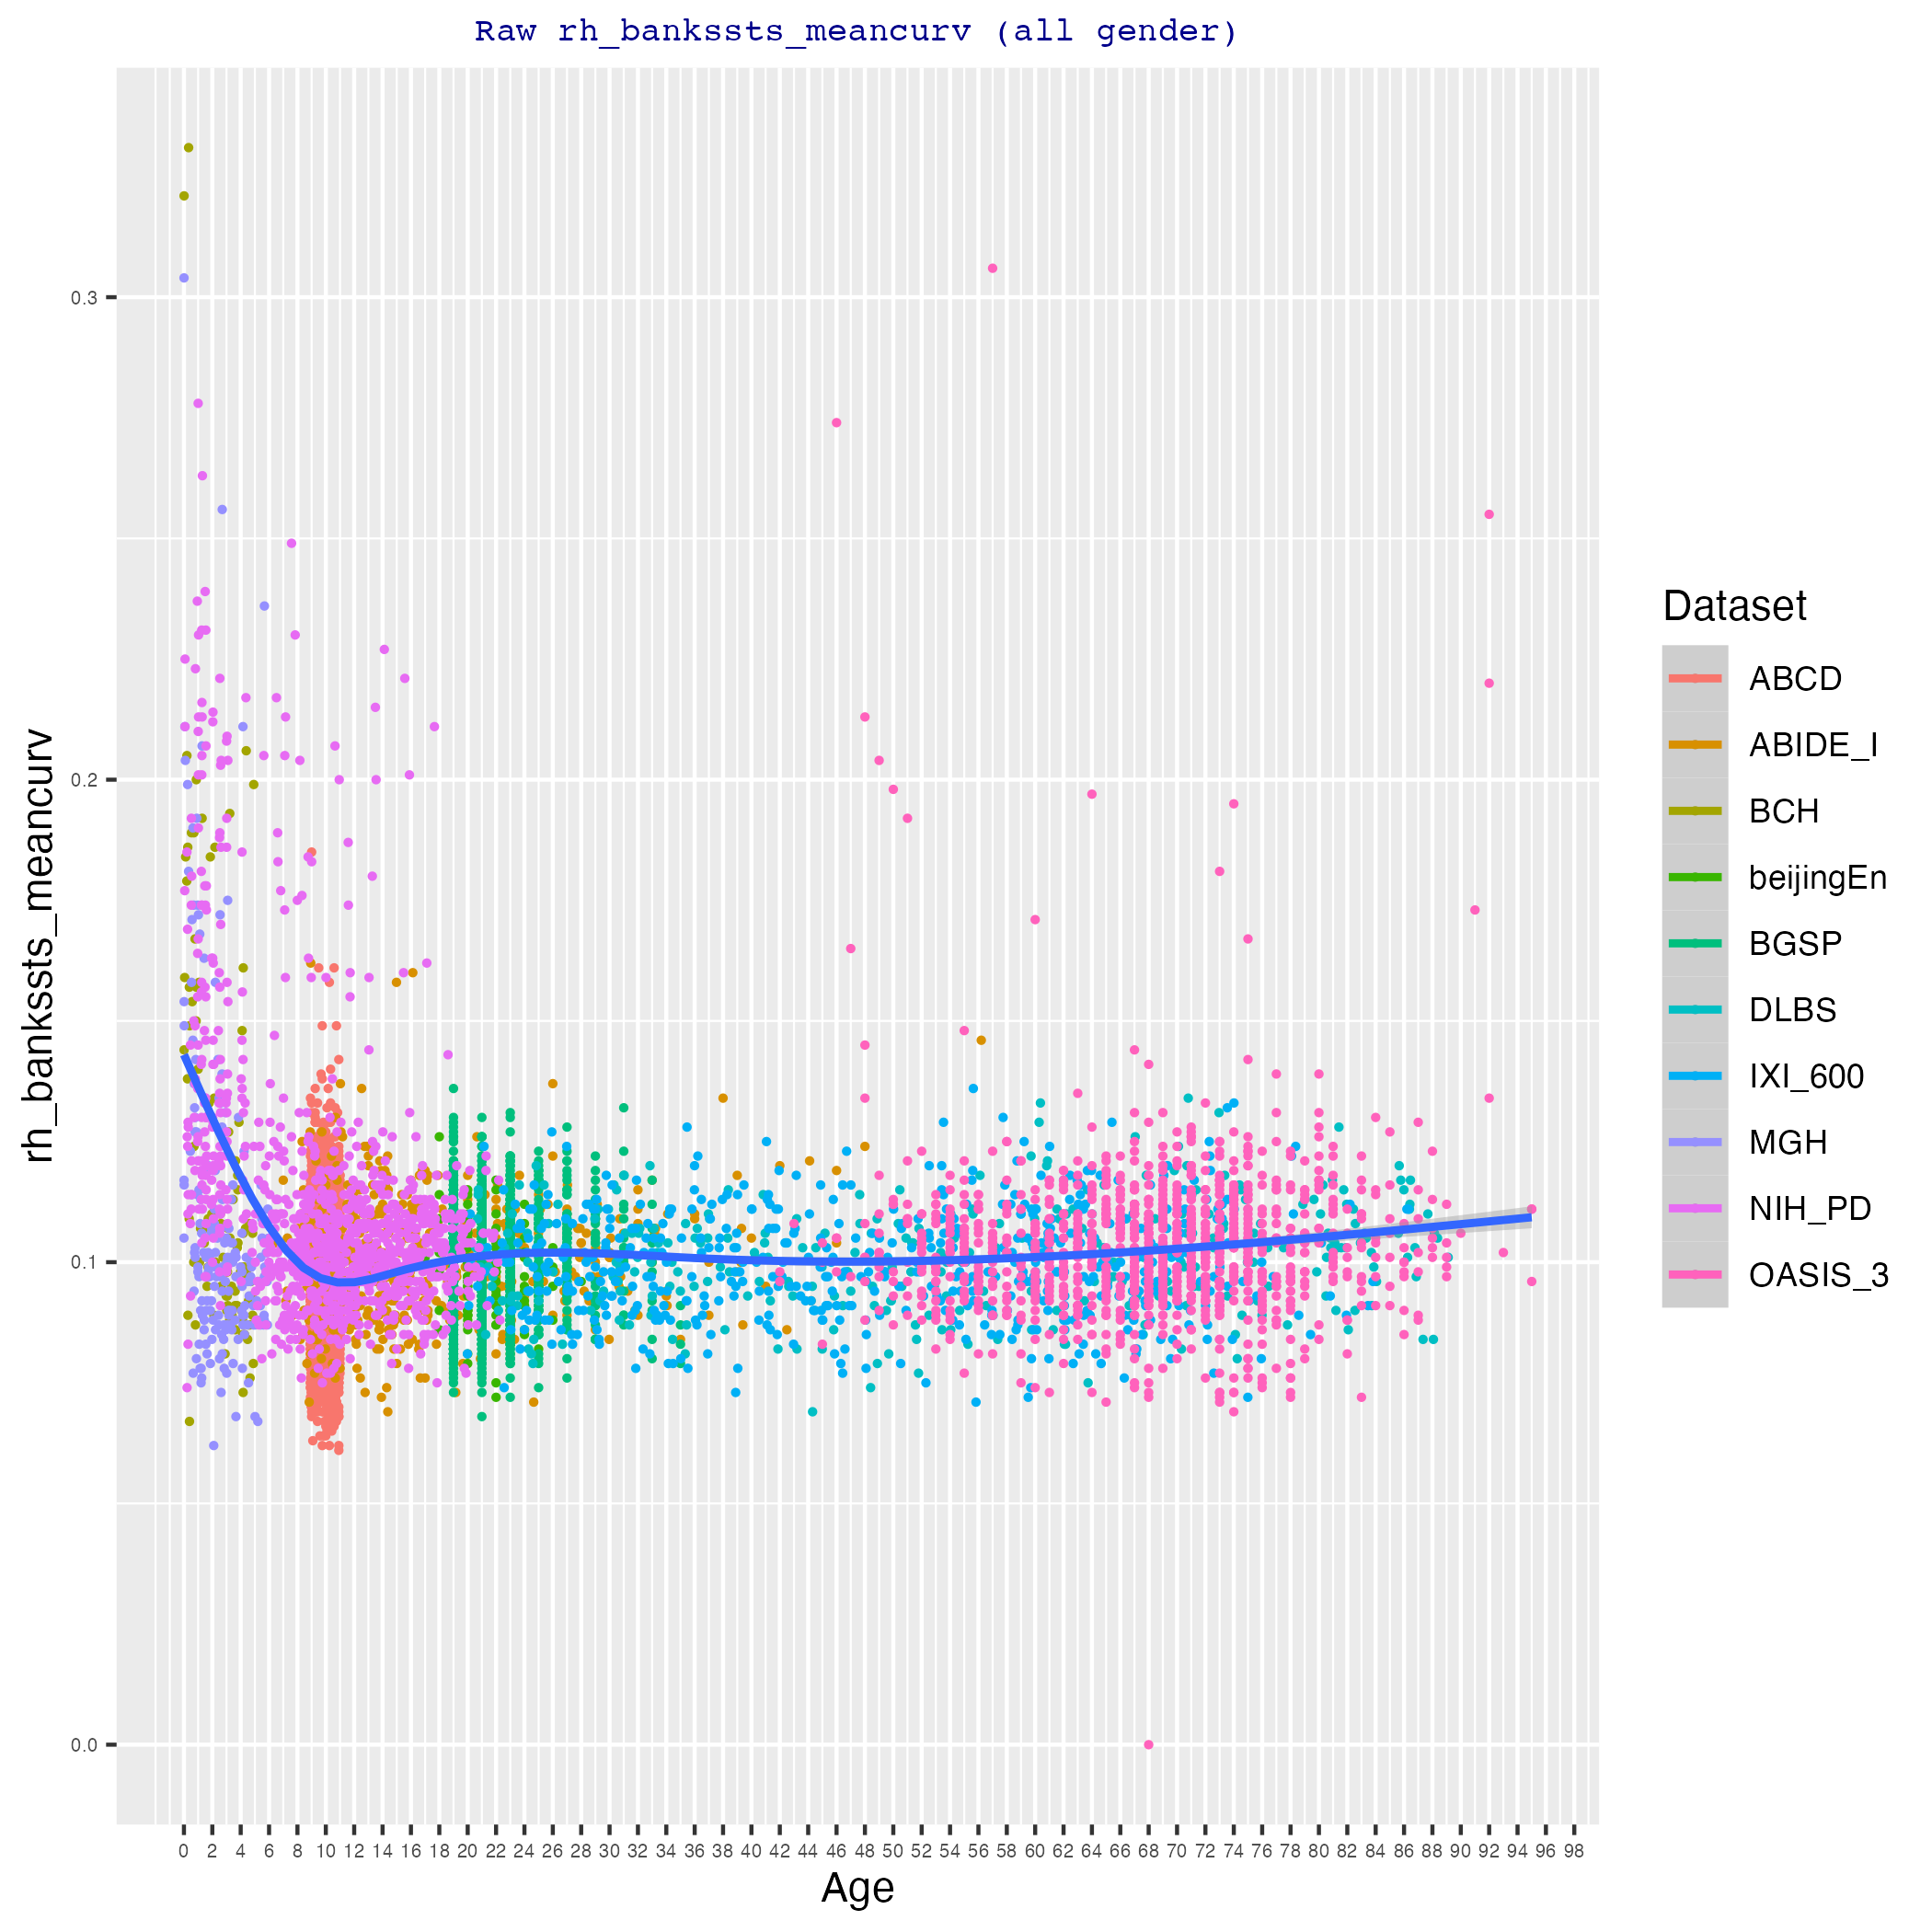 Raw rh_bankssts_meancurv (all gender)
rh_bankssts_meancurv
0.3
0.2
0.1
0.0
0 2 4 6 8 10 12 14 16 18 20 22 24 26 28 30 32 34 36 38 40 42 44 46 48 50 52 54 56 58 60 62 64 66 68 70 72 74 76 78 80 82 84 86 88 90 92 94 96 98
Age
Dataset
ABCD
ABIDE_I
BCH
beijingEn
BGSP
DLBS
IXI_600
MGH
NIH_PD
OASIS_3